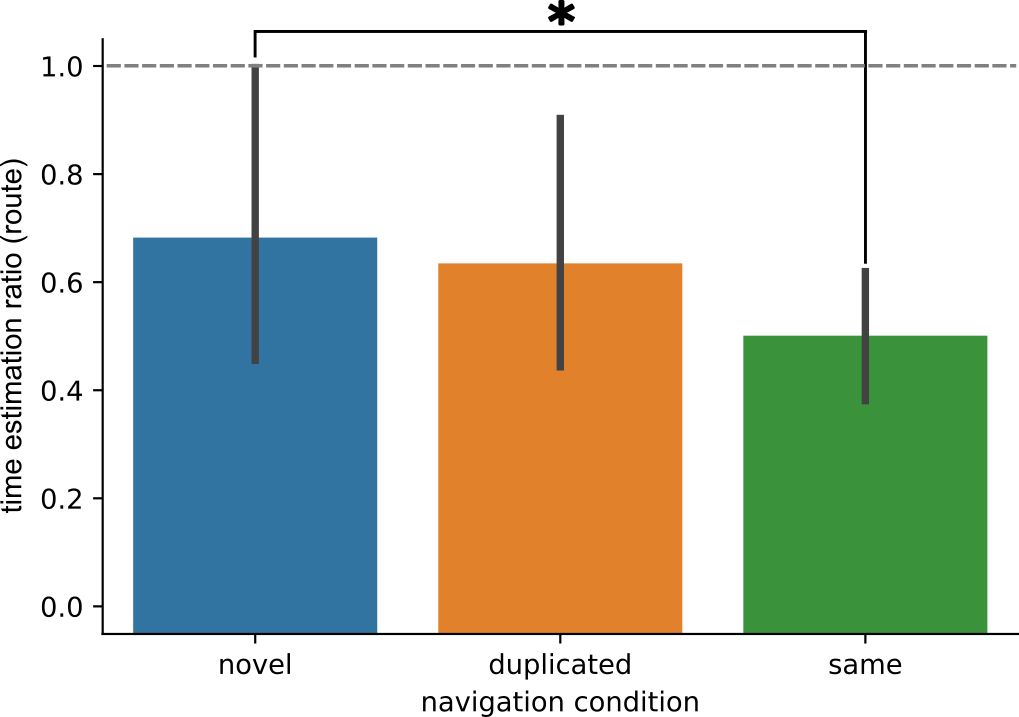 *
time estimation ratio (route)
1.0
0.8
0.6
0.4
0.2
0.0
novel duplicated same
navigation condition